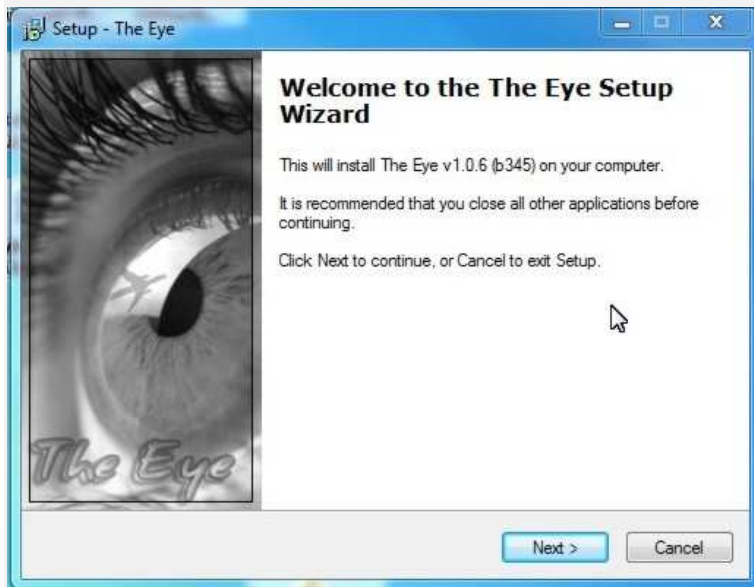 Setup - The Eye
Welcome to the The Eye Setup
Wizard
This will install The Eye v1.0.6 (b345) on your computer.
It is recommended that you close all other applications before
continuing.
Click Next to continue, or Cancel to exit Setup.
The Eye
Next >
Cancel